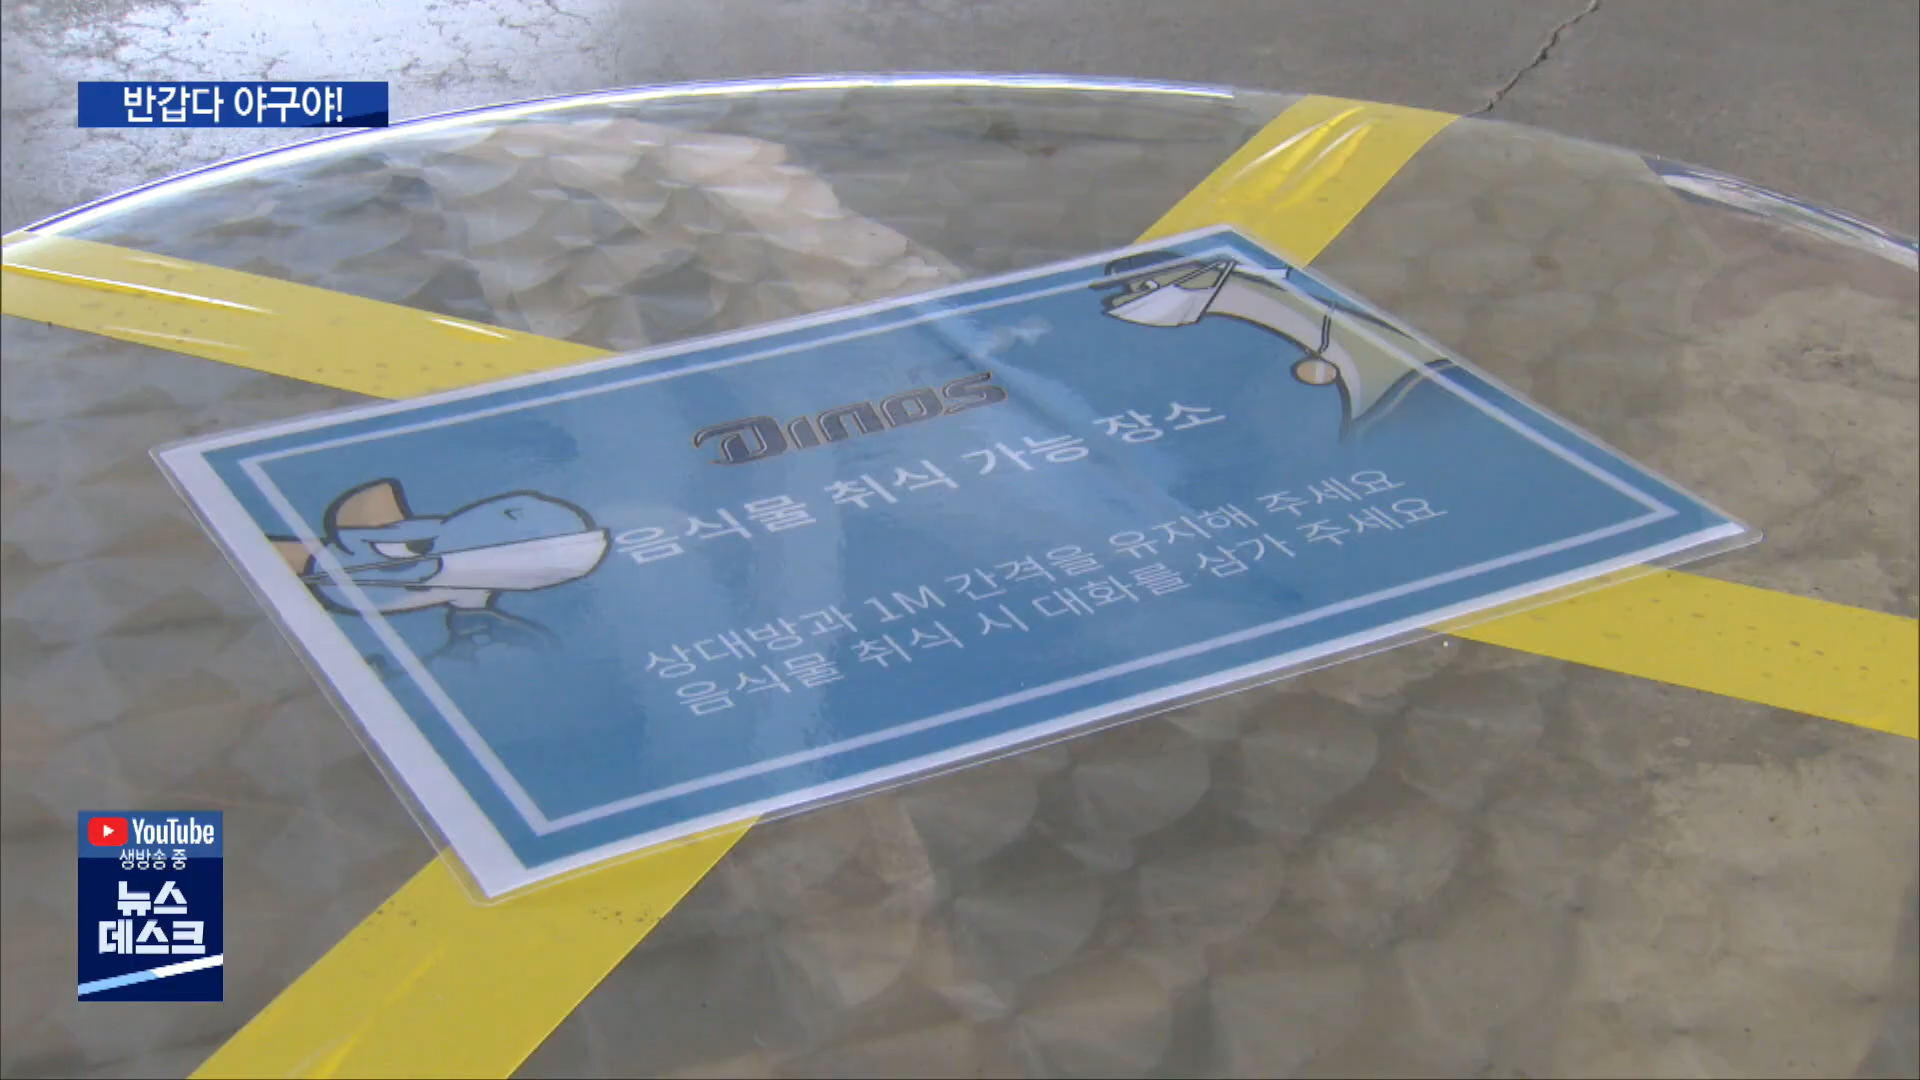 반갑다 야구야!
Dinos
음식물 취식 가능 장소
상대방과 1M 간격을 유지해 주세요
음식물 취식 시 대화를 삼가 주세요
YouTube
생방송 중
뉴스
데스크